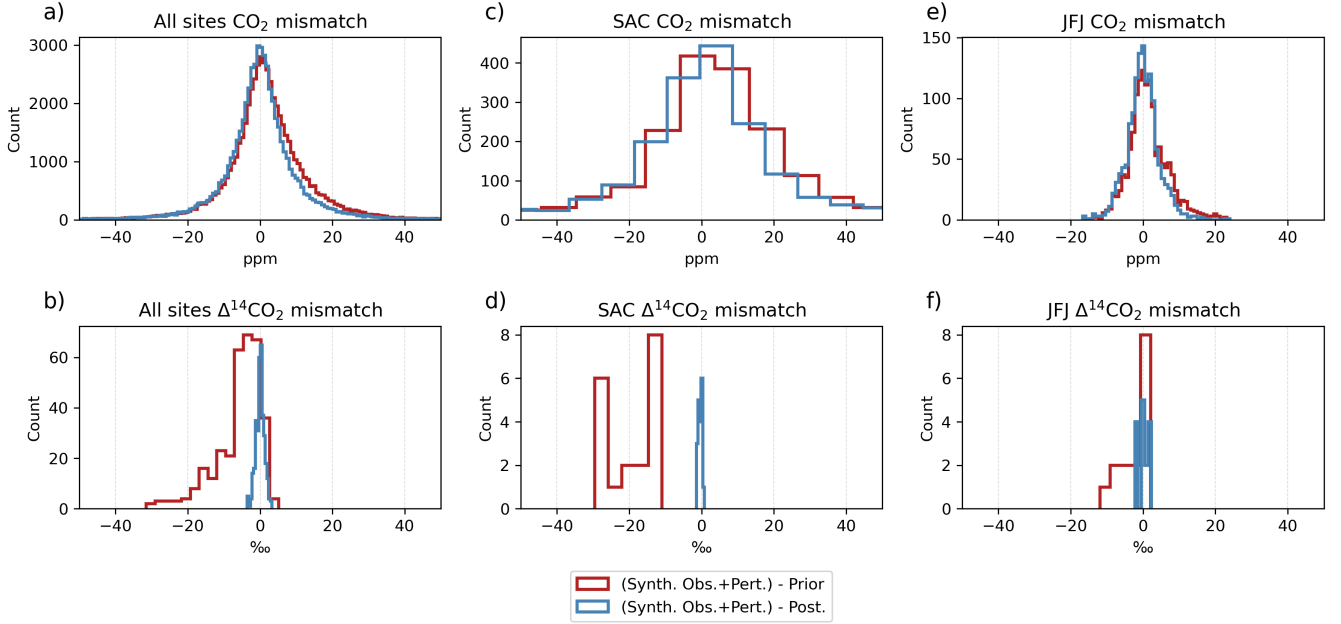 a)
All sites CO₂ mismatch
Count
3000
2000
1000
0
−40 −20 0 20 40
ppm
c)
SAC CO₂ mismatch
Count
400
300
200
100
0
−40 −20 0 20 40
ppm
e)
JFJ CO₂ mismatch
Count
150
100
50
0
−40 −20 0 20 40
ppm
b)
All sites Δ¹⁴CO₂ mismatch
Count
60
40
20
0
−40 −20 0 20 40
‰
d)
SAC Δ¹⁴CO₂ mismatch
Count
8
6
4
2
0
−40 −20 0 20 40
‰
f)
JFJ Δ¹⁴CO₂ mismatch
Count
8
6
4
2
0
−40 −20 0 20 40
‰
(Synth. Obs.+Pert.) - Prior
(Synth. Obs.+Pert.) - Post.